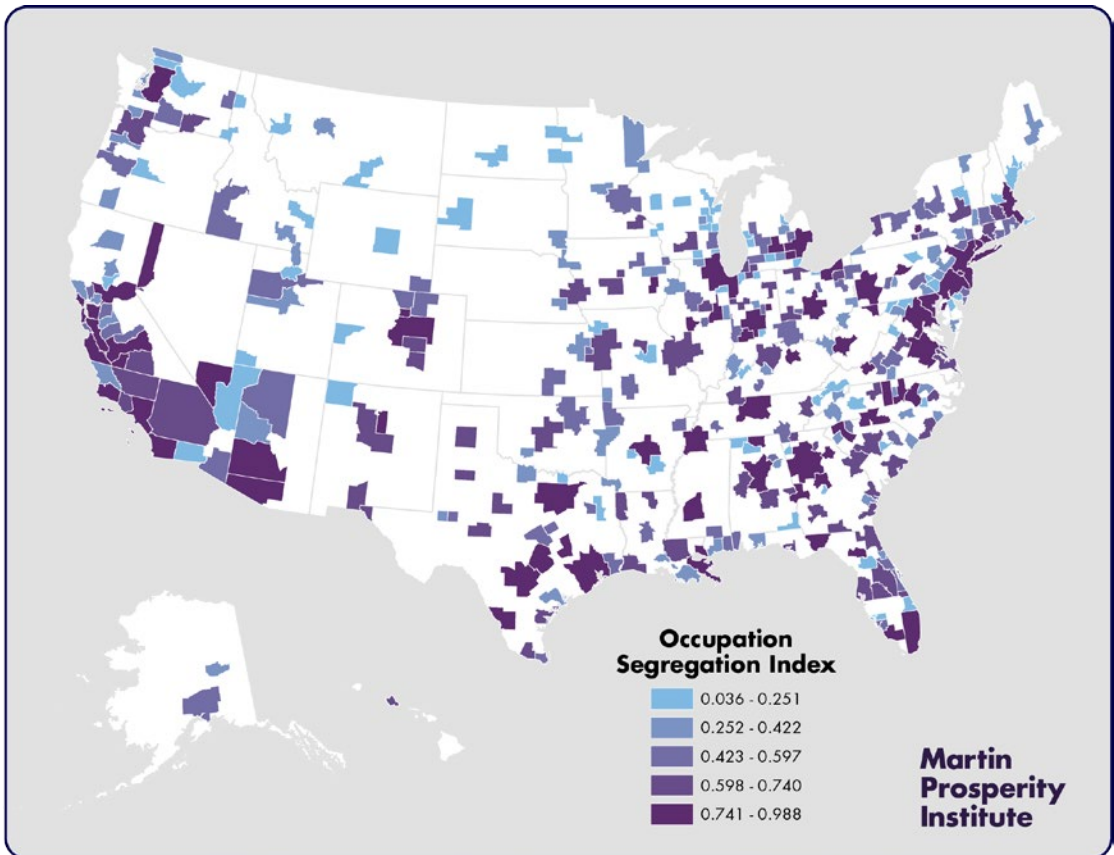 Occupation
Segregation Index
0.036 - 0.251
0.252 - 0.422
0.423 - 0.597
0.598 - 0.740
0.741 - 0.988
Martin
Prosperity
Institute